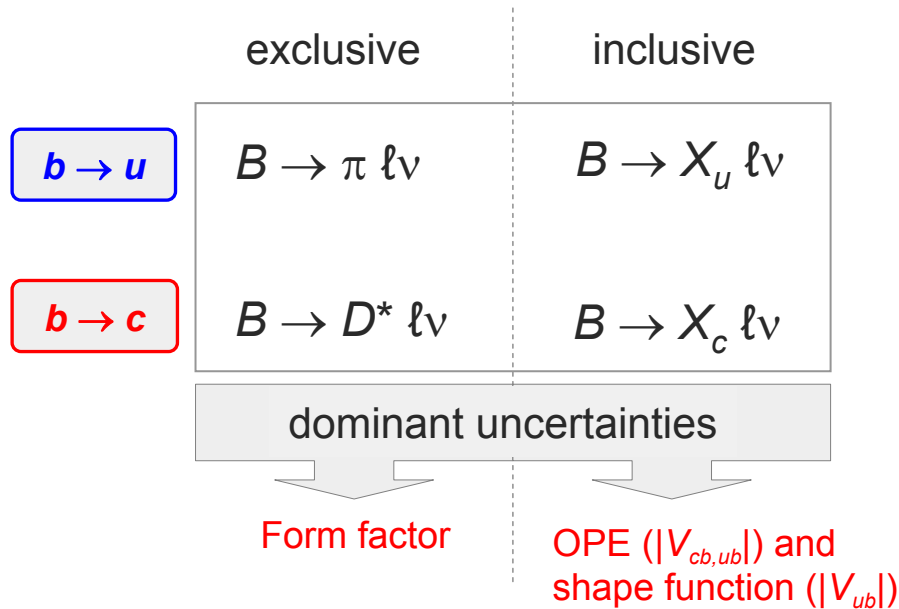 exclusive inclusive
b → u B → π ℓν B → X_u ℓν
b → c B → D* ℓν B → X_c ℓν
dominant uncertainties
Form factor
OPE (|V_cb,ub|) and
shape function (|V_ub|)